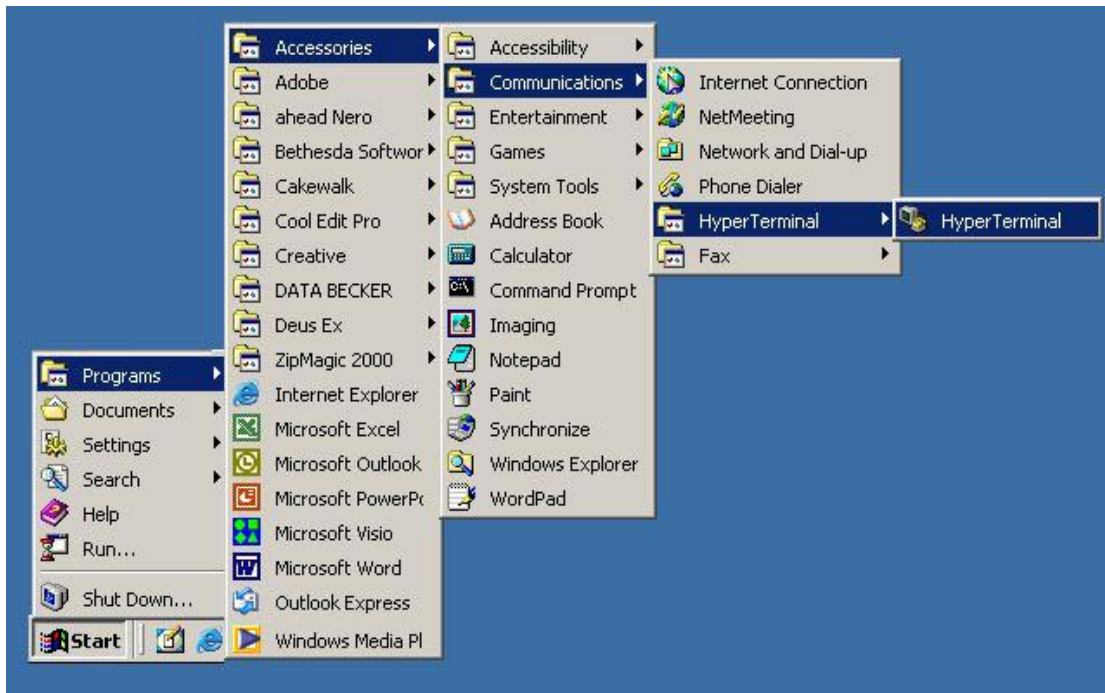 Accessories
Adobe
ahead Nero
Bethesda Softwor
Cakewalk
Cool Edit Pro
Creative
DATA BECKER
Deus Ex
ZipMagic 2000
Internet Explorer
Microsoft Excel
Microsoft Outlook
Microsoft PowerPo
Microsoft Visio
Microsoft Word
Outlook Express
Windows Media Pl
Accessibility
Communications
Entertainment
Games
System Tools
Address Book
Calculator
Command Prompt
Imaging
Notepad
Paint
Synchronize
Windows Explorer
WordPad
Internet Connection
NetMeeting
Network and Dial-up
Phone Dialer
HyperTerminal
Fax
HyperTerminal
Programs
Documents
Settings
Search
Help
Run...
Shut Down...
Start